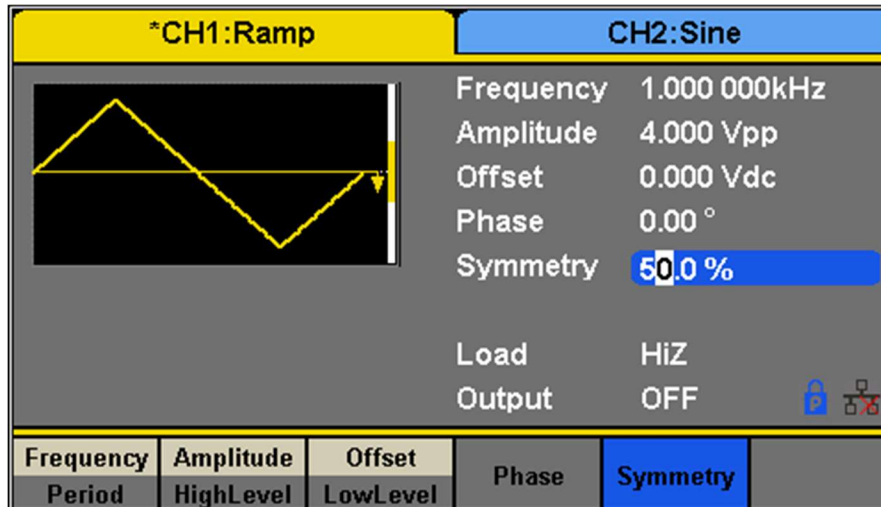 *CH1:Ramp CH2:Sine
Frequency 1.000 000kHz
Amplitude 4.000 Vpp
Offset 0.000 Vdc
Phase 0.00 °
Symmetry 50.0 %
Load HiZ
Output OFF
P
Frequency Amplitude Offset Phase Symmetry
Period HighLevel LowLevel